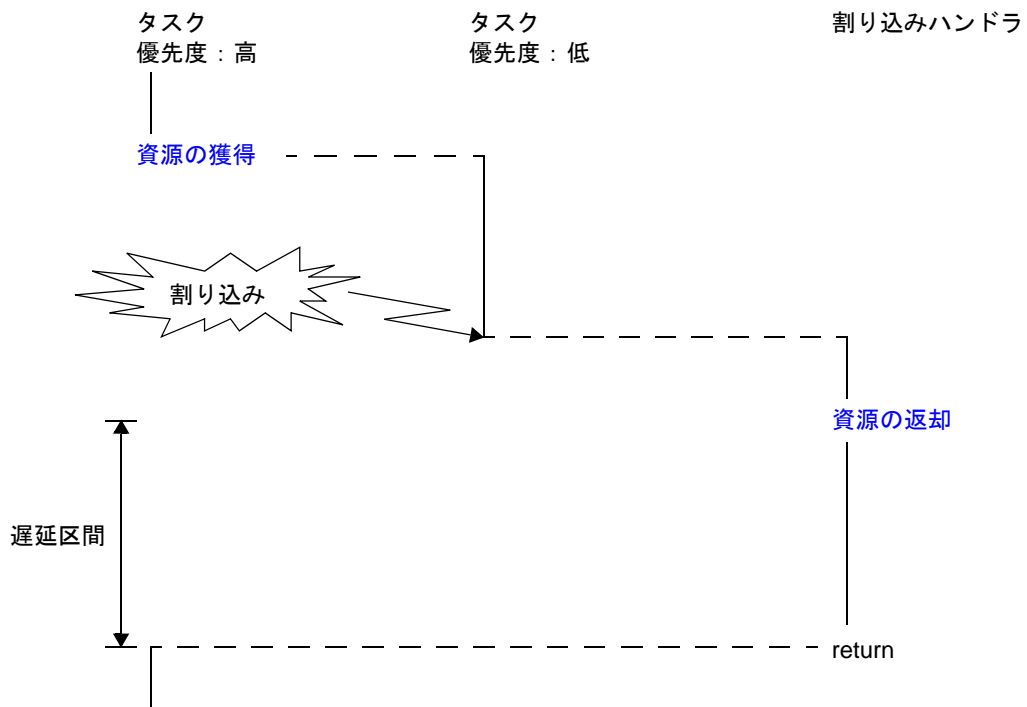 タスク
優先度：高
タスク
優先度：低
割り込みハンドラ
資源の獲得
割り込み
資源の返却
遅延区間
return